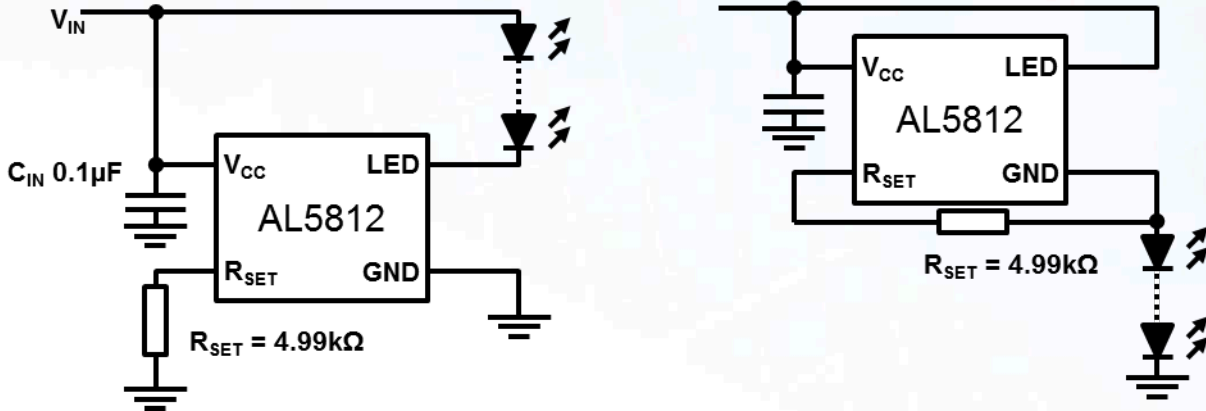 VIN
CIN 0.1µF
VCC
LED
AL5812
RSET
GND
RSET = 4.99kΩ
VCC
LED
AL5812
RSET
GND
RSET = 4.99kΩ